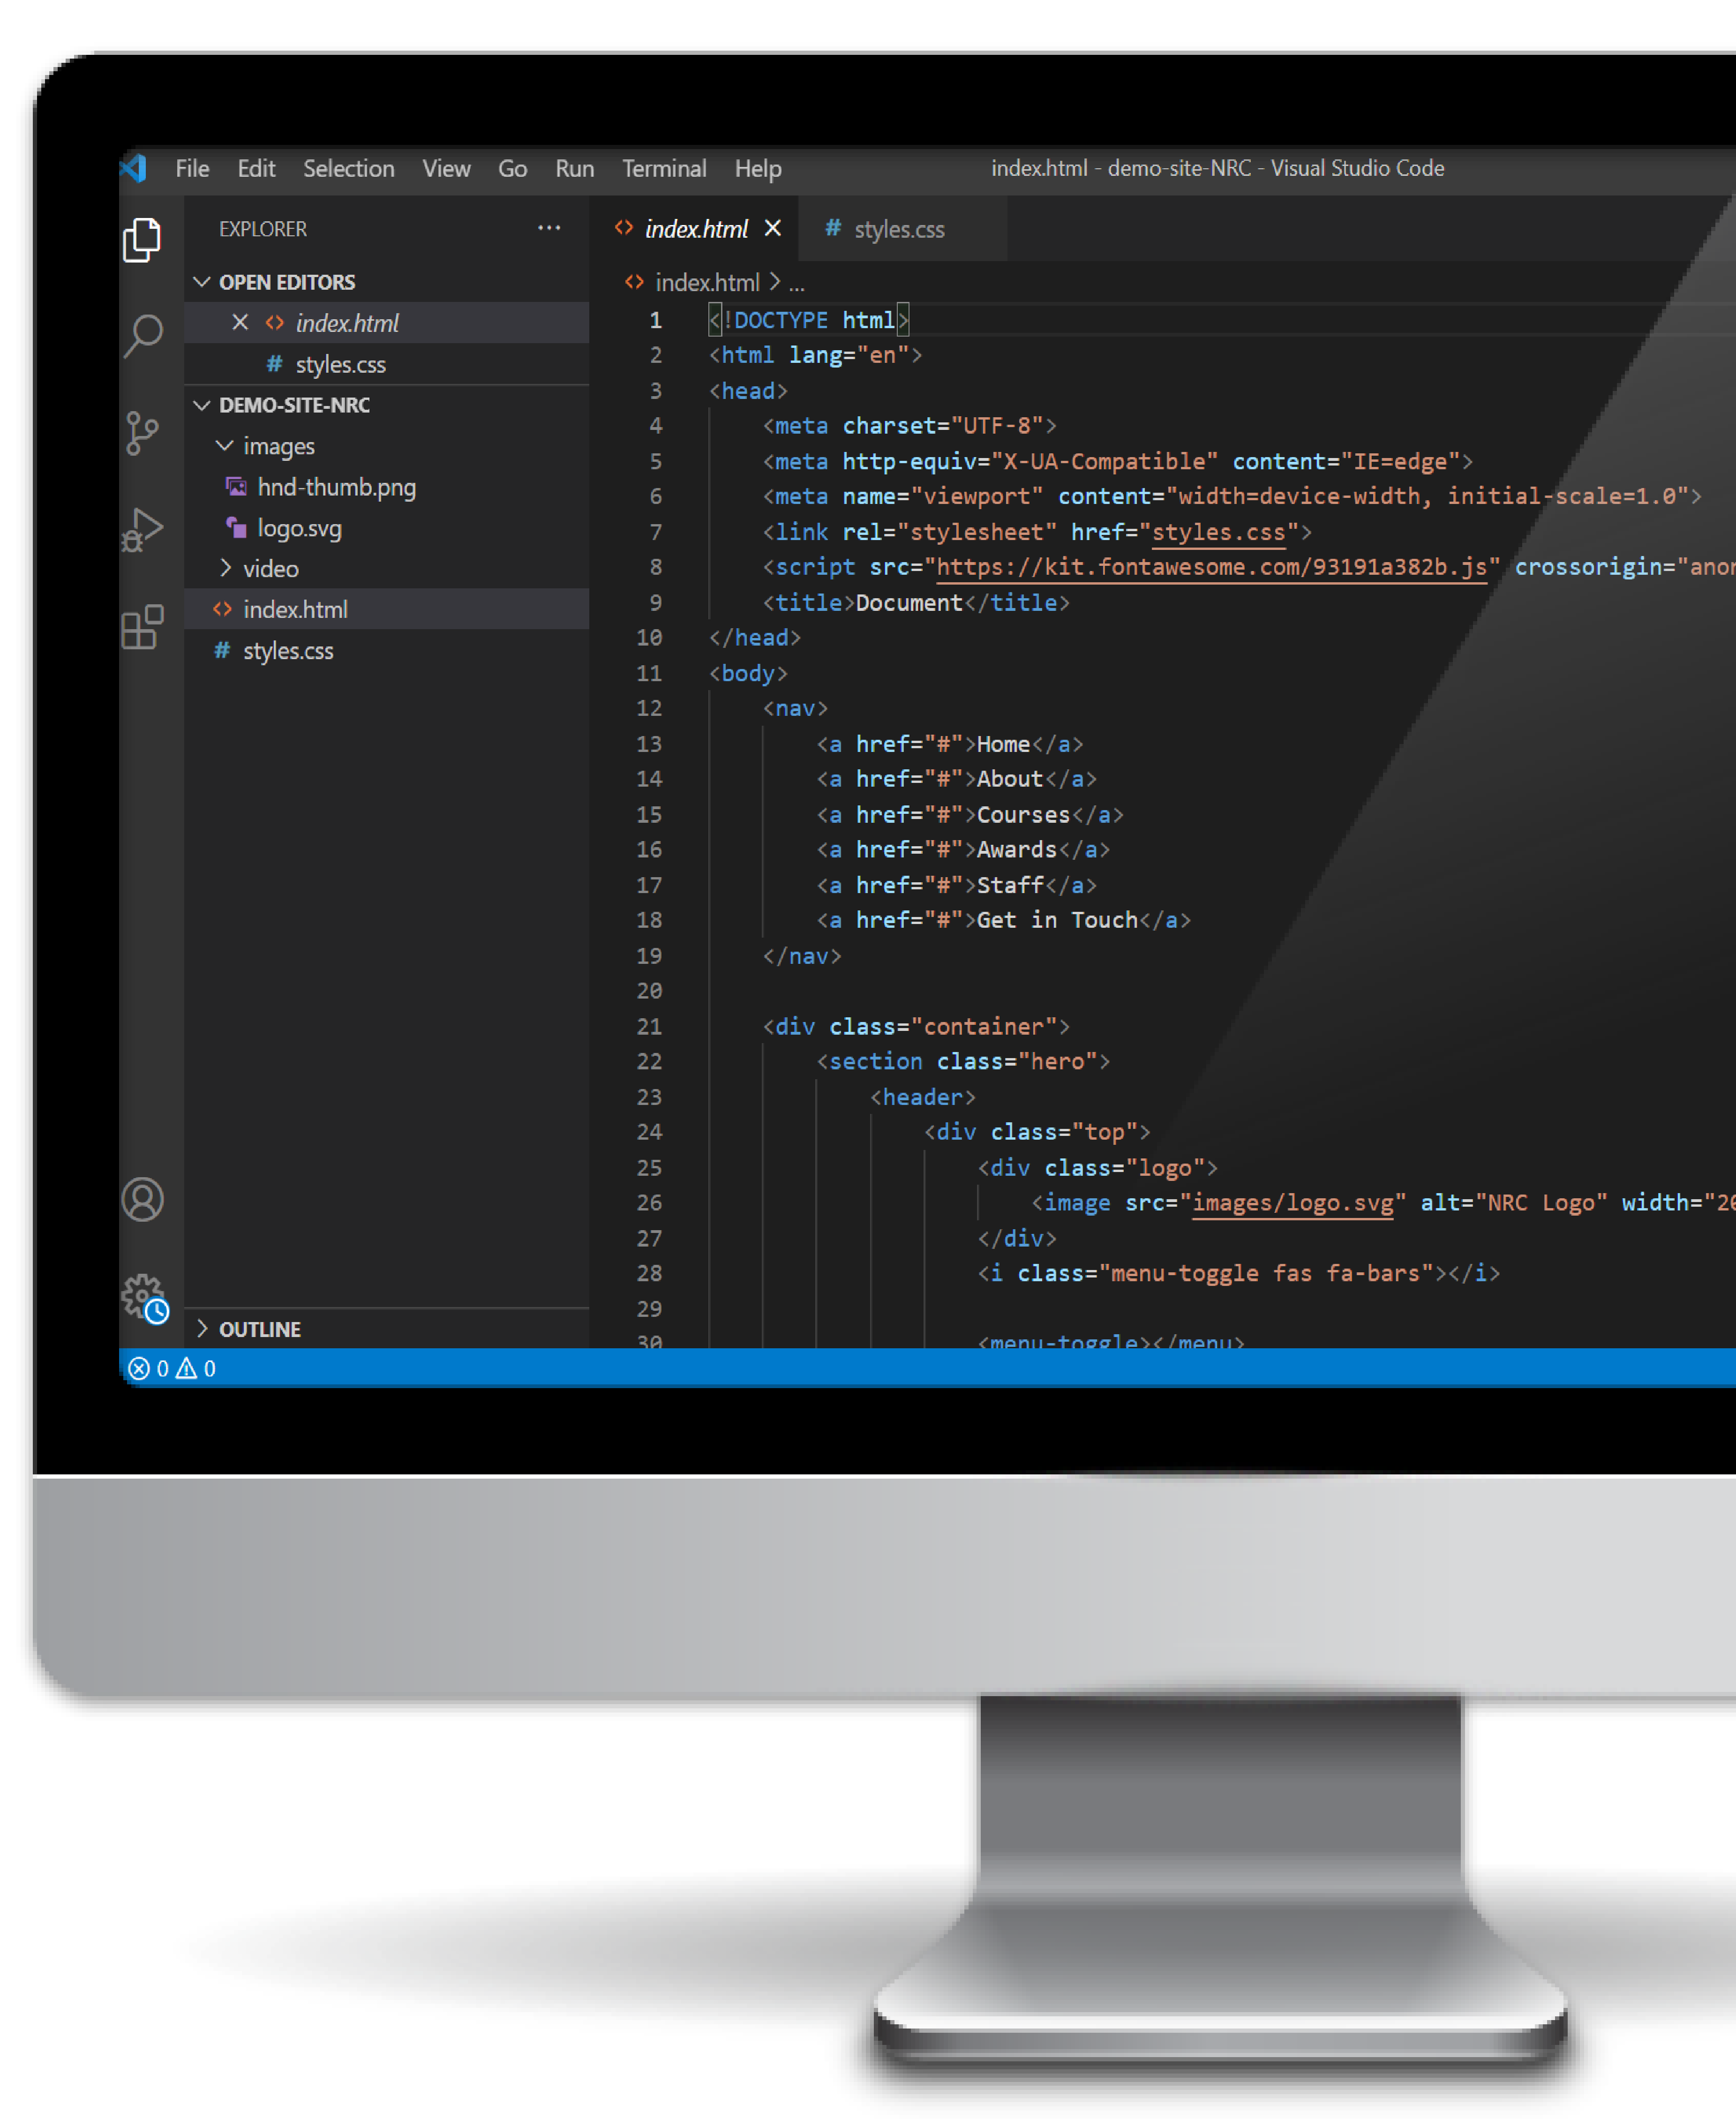 File Edit Selection View Go Run Terminal Help index.html - demo-site-NRC - Visual Studio Code
EXPLORER ...
OPEN EDITORS
index.html
# styles.css
DEMO-SITE-NRC
images
hnd-thumb.png
logo.svg
video
index.html
# styles.css
OUTLINE
index.html # styles.css
index.html > ...
1 <!DOCTYPE html>
2 <html lang="en">
3 <head>
4 <meta charset="UTF-8">
5 <meta http-equiv="X-UA-Compatible" content="IE=edge">
6 <meta name="viewport" content="width=device-width, initial-scale=1.0">
7 <link rel="stylesheet" href="styles.css">
8 <script src="https://kit.fontawesome.com/93191a382b.js" crossorigin="anon
9 <title>Document</title>
10 </head>
11 <body>
12 <nav>
13 <a href="#">Home</a>
14 <a href="#">About</a>
15 <a href="#">Courses</a>
16 <a href="#">Awards</a>
17 <a href="#">Staff</a>
18 <a href="#">Get in Touch</a>
19 </nav>
20
21 <div class="container">
22 <section class="hero">
23 <header>
24 <div class="top">
25 <div class="logo">
26 <image src="images/logo.svg" alt="NRC Logo" width="20
27 </div>
28 <i class="menu-toggle fas fa-bars"></i>
29
30 <menu-toggle></menu>
0 0